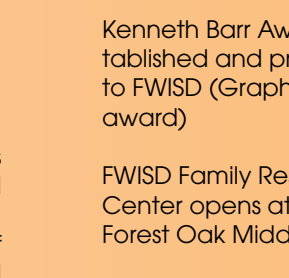 Kenneth Barr Aw
tablished and pr
to FWISD (Graph
award)
FWISD Family Re
Center opens at
Forest Oak Midd